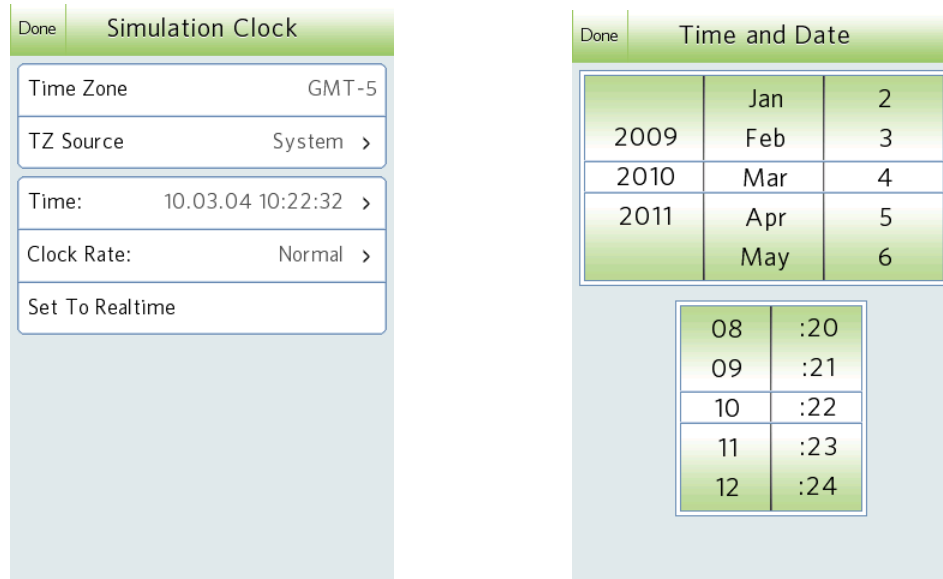 Done Simulation Clock
Time Zone GMT-5
TZ Source System >
Time: 10.03.04 10:22:32 >
Clock Rate: Normal >
Set To Realtime
Done Time and Date
Jan 2
2009 Feb 3
2010 Mar 4
2011 Apr 5
May 6
08 :20
09 :21
10 :22
11 :23
12 :24